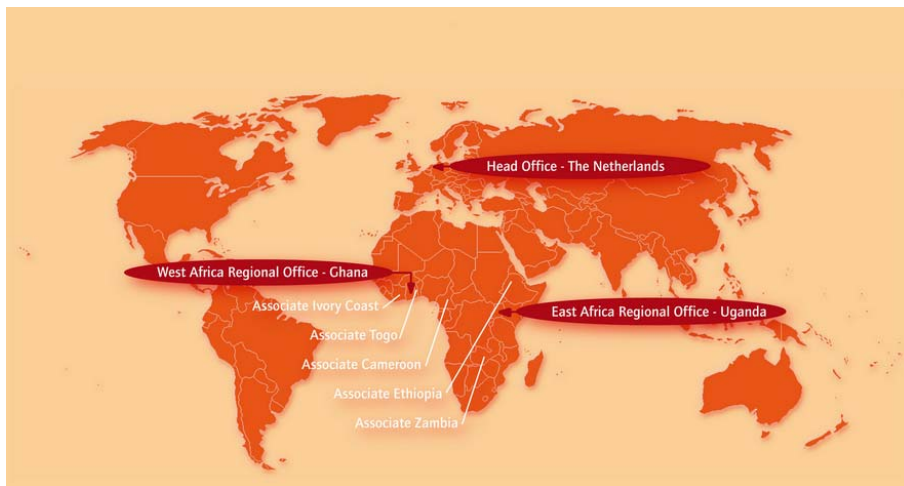 Head Office - The Netherlands
West Africa Regional Office - Ghana
Associate Ivory Coast
East Africa Regional Office - Uganda
Associate Togo
Associate Cameroon
Associate Ethiopia
Associate Zambia